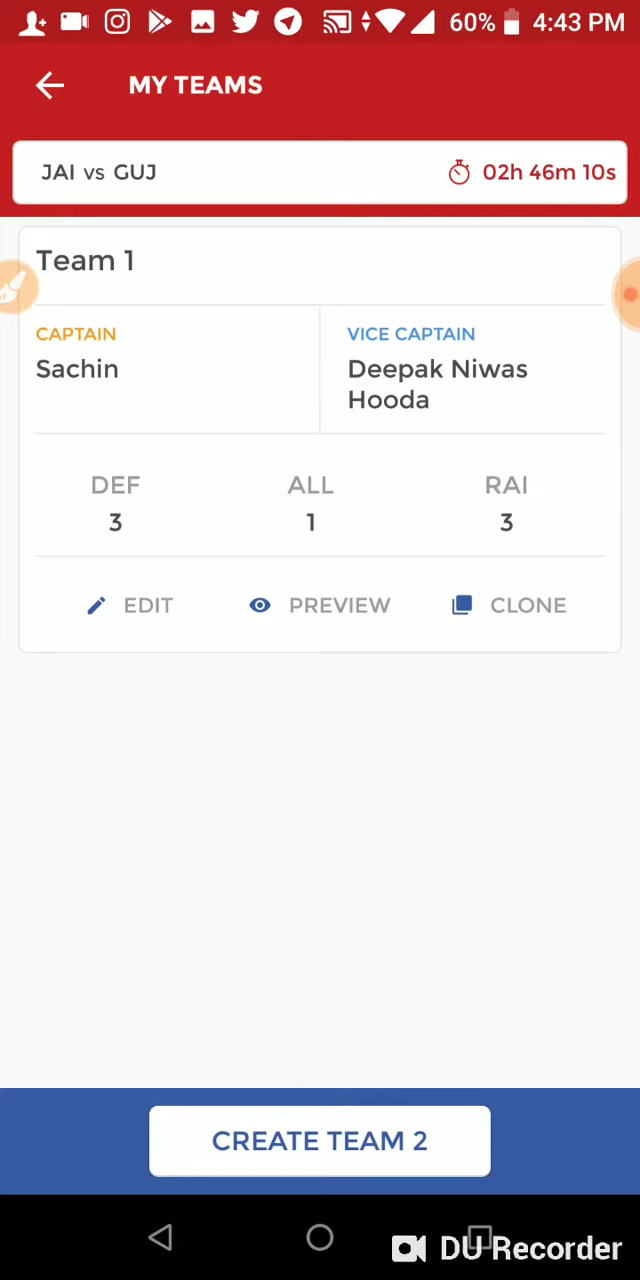 60% 4:43 PM
MY TEAMS
JAI vs GUJ 02h 46m 10s
Team 1
CAPTAIN VICE CAPTAIN
Sachin Deepak Niwas
Hooda
DEF ALL RAI
3 1 3
EDIT PREVIEW CLONE
CREATE TEAM 2
DU Recorder